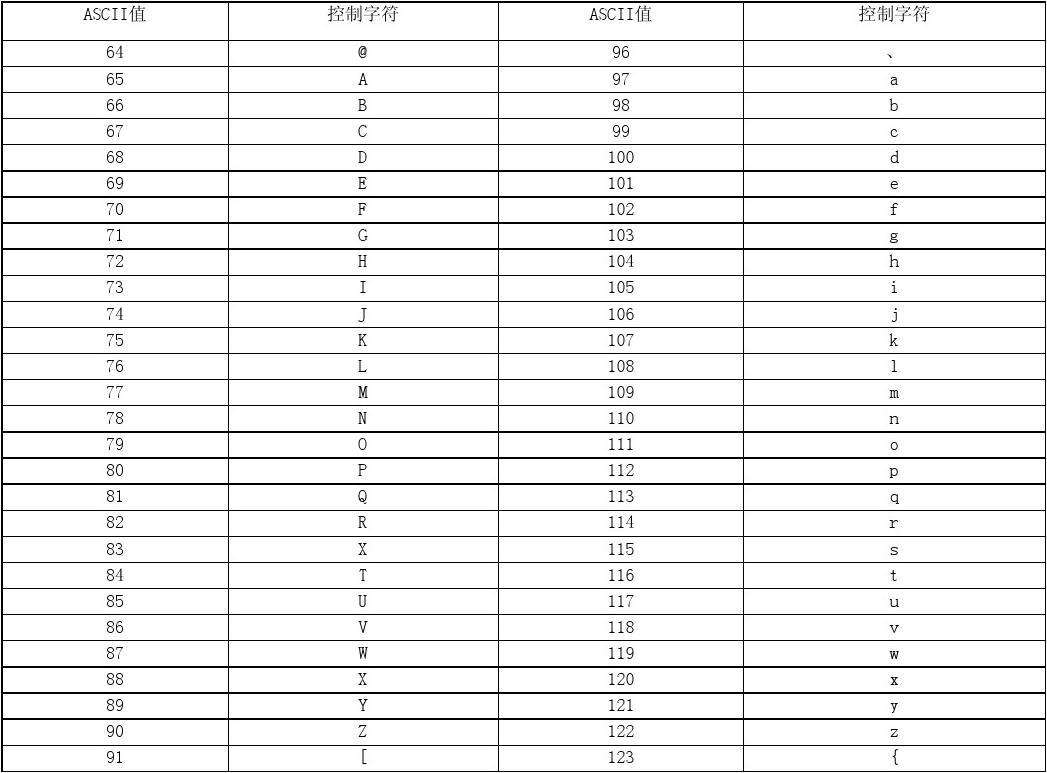 ASCII值 控制字符 ASCII值 控制字符
64 @ 96 、
65 A 97 a
66 B 98 b
67 C 99 c
68 D 100 d
69 E 101 e
70 F 102 f
71 G 103 g
72 H 104 h
73 I 105 i
74 J 106 j
75 K 107 k
76 L 108 l
77 M 109 m
78 N 110 n
79 O 111 o
80 P 112 p
81 Q 113 q
82 R 114 r
83 X 115 s
84 T 116 t
85 U 117 u
86 V 118 v
87 W 119 w
88 X 120 x
89 Y 121 y
90 Z 122 z
91 [ 123 {